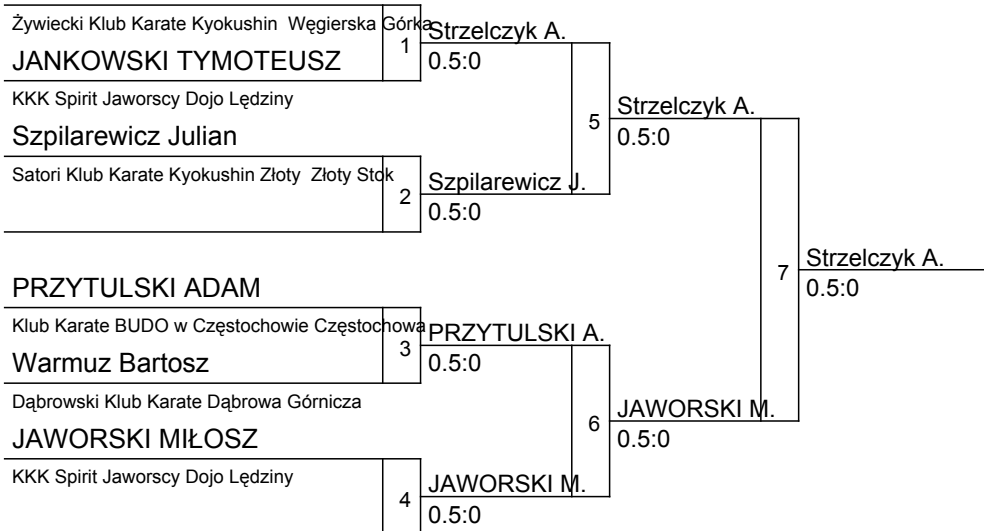 Żywiecki Klub Karate Kyokushin  Węgierska Górka
1
Strzelczyk A.
JANKOWSKI TYMOTEUSZ
0.5:0
KKK Spirit Jaworscy Dojo Lędziny
5
Strzelczyk A.
Szpilarewicz Julian
0.5:0
Satori Klub Karate Kyokushin Złoty  Złoty Stok
2
Szpilarewicz J.
0.5:0
7
Strzelczyk A.
0.5:0
PRZYTULSKI ADAM
Klub Karate BUDO w Częstochowie Częstochowa
3
PRZYTULSKI A.
Warmuz Bartosz
0.5:0
Dąbrowski Klub Karate Dąbrowa Górnicza
6
JAWORSKI M.
JAWORSKI MIŁOSZ
0.5:0
KKK Spirit Jaworscy Dojo Lędziny
4
JAWORSKI M.
0.5:0